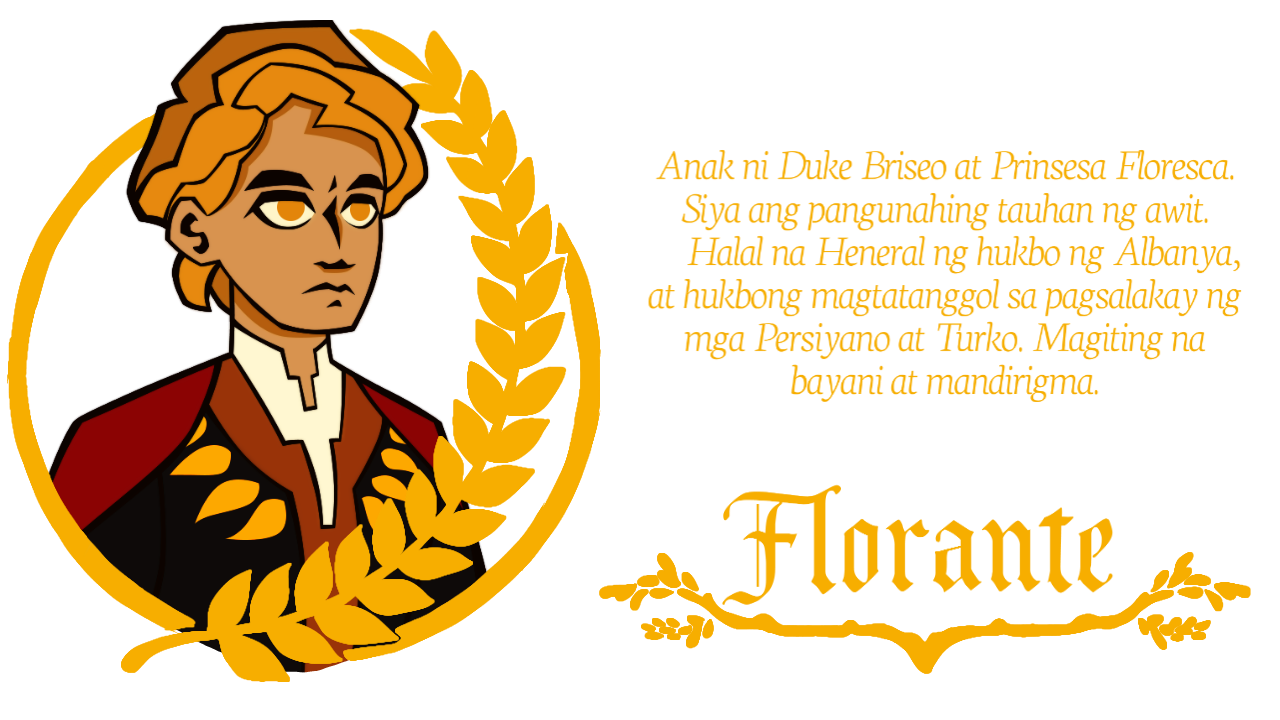 Anak ni Duke Briseo at Prinsesa Floresca.
Siya ang pangunahing tauhan ng awit.
Halal na Heneral ng hukbo ng Albanya,
at hukbong magtatanggol sa pagsalakay ng
mga Persiyano at Turko. Magiting na
bayani at mandirigma.
Florante